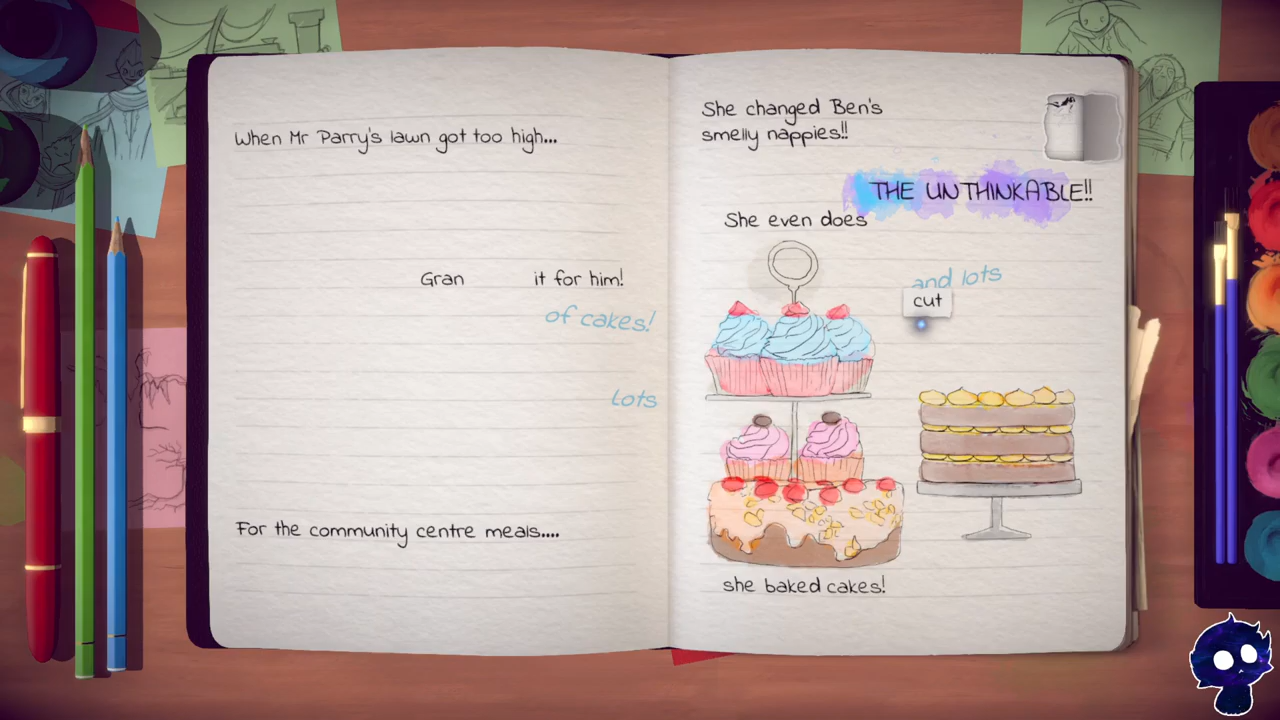 When Mr Parry's lawn got too high...
Gran it for him!
of cakes!
Lots
For the community centre meals....
She changed Ben's
smelly nappies!!
THE UNTHINKABLE!!
She even does
and lots
cut
she baked cakes!